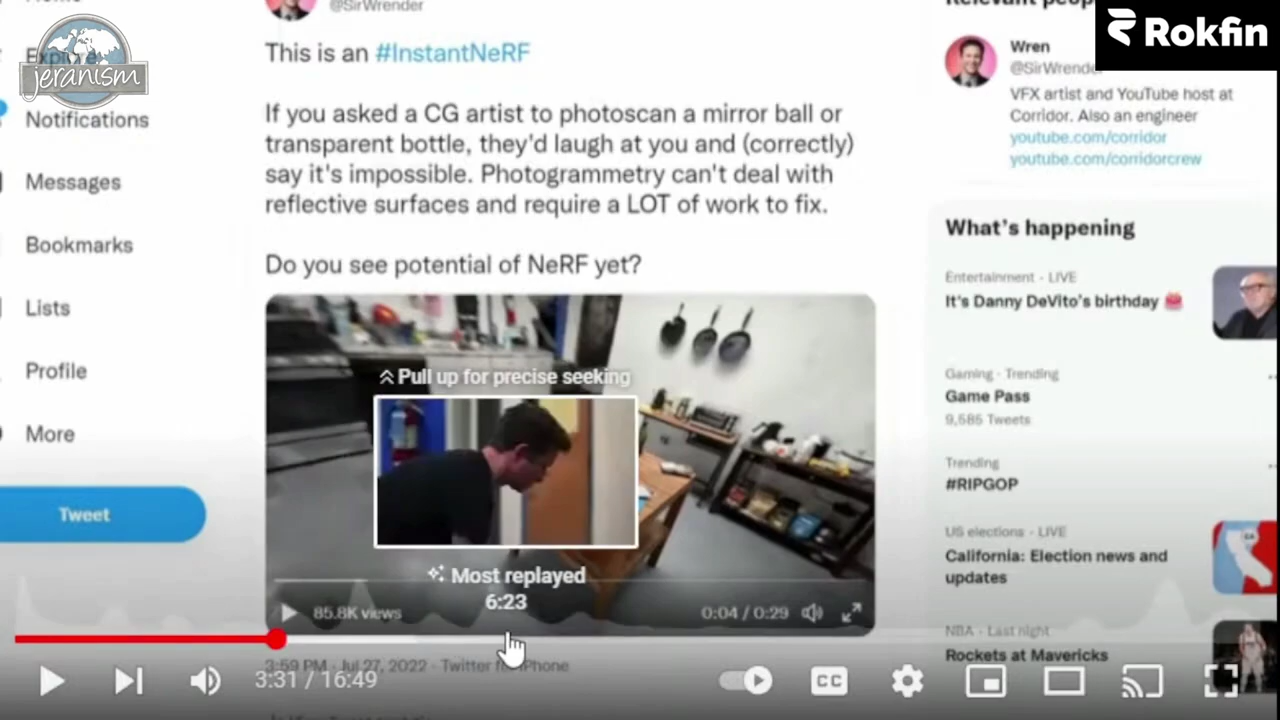 @SirWrender
This is an #InstantNeRF
If you asked a CG artist to photoscan a mirror ball or
transparent bottle, they'd laugh at you and (correctly)
say it's impossible. Photogrammetry can't deal with
reflective surfaces and require a LOT of work to fix.
Do you see potential of NeRF yet?
Explore
jeranism
Notifications
Messages
Bookmarks
Lists
Profile
More
Tweet
Pull up for precise seeking
Most replayed
6:23
85.8K views
0:04 / 0:29
3:59 PM · Jul 27, 2022 · Twitter for iPhone
3:31 / 16:49
CC
Rokfin
Wren
@SirWrende
VFX artist and YouTube host at
Corridor. Also an engineer
youtube.com/corridor
youtube.com/corridorcrew
What's happening
Entertainment · LIVE
It's Danny DeVito's birthday
Gaming · Trending
Game Pass
9,585 Tweets
Trending
#RIPGOP
US elections · LIVE
California: Election news and
updates
NBA · Last night
Rockets at Mavericks